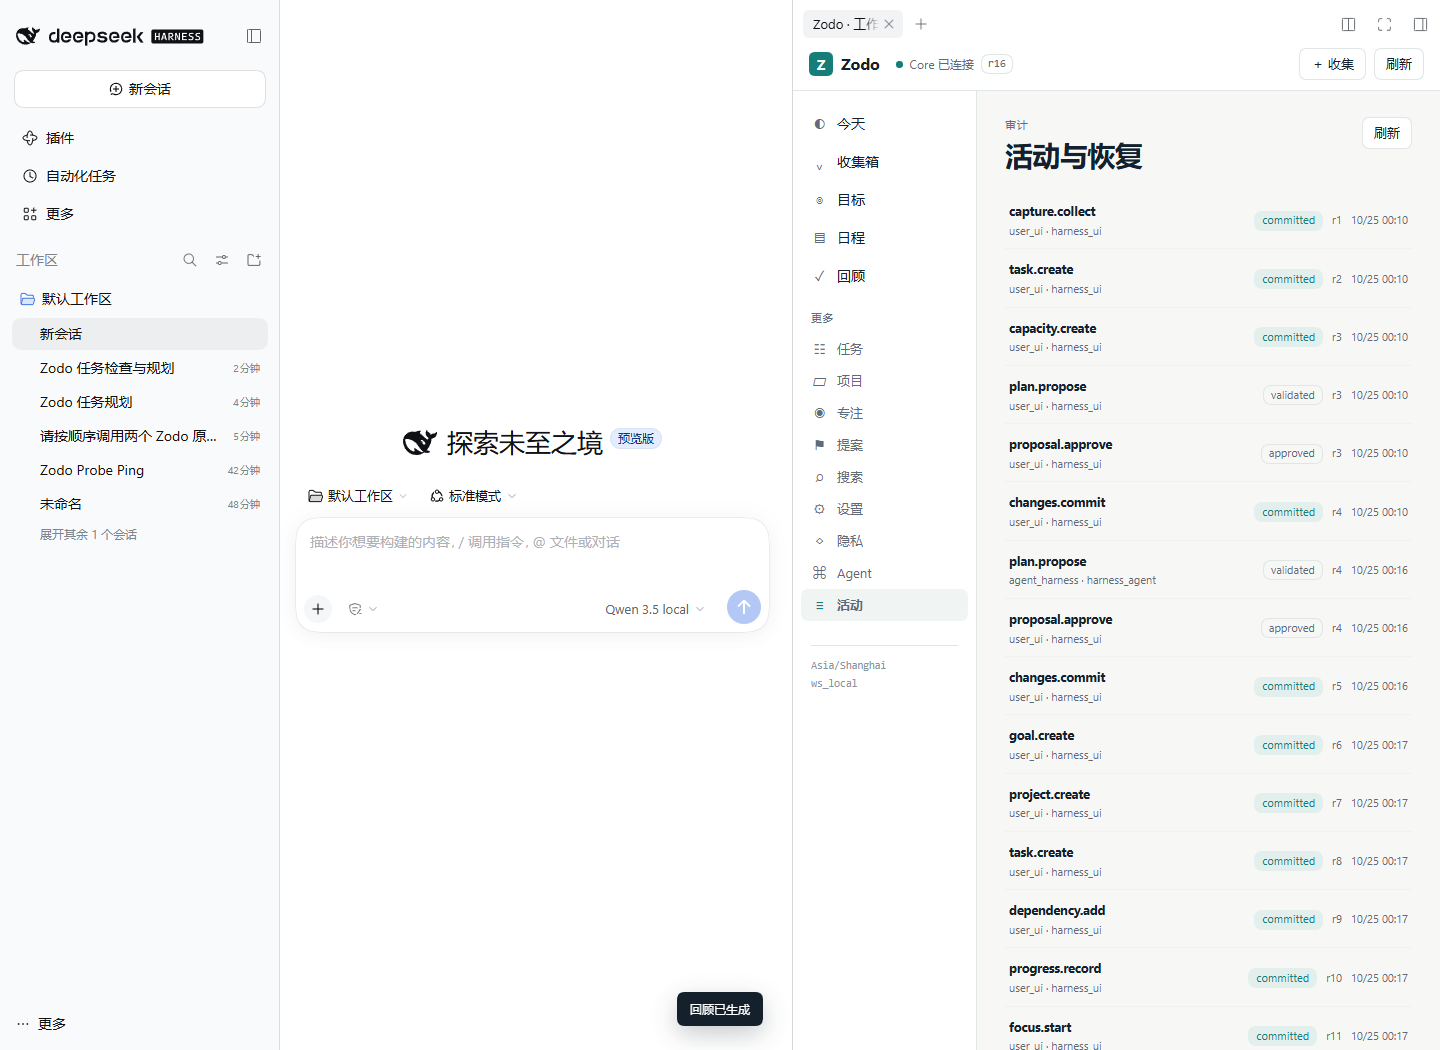 deepseek HARNESS
新会话
插件
自动化任务
更多
工作区
默认工作区
新会话
Zodo 任务检查与规划 2分钟
Zodo 任务规划 4分钟
请按顺序调用两个 Zodo 原... 5分钟
Zodo Probe Ping 42分钟
未命名 48分钟
展开其余 1 个会话
更多
探索未至之境 预览版
默认工作区 标准模式
描述你想要构建的内容, / 调用指令, @ 文件或对话
Qwen 3.5 local
回顾已生成
Zodo · 工作
Z Zodo Core 已连接 r16
+ 收集 刷新
今天
收集箱
目标
日程
回顾
更多
任务
项目
专注
提案
搜索
设置
隐私
Agent
活动
Asia/Shanghai
ws_local
审计
活动与恢复
刷新
capture.collect
user_ui · harness_ui
committed r1 10/25 00:10
task.create
user_ui · harness_ui
committed r2 10/25 00:10
capacity.create
user_ui · harness_ui
committed r3 10/25 00:10
plan.propose
user_ui · harness_ui
validated r3 10/25 00:10
proposal.approve
user_ui · harness_ui
approved r3 10/25 00:10
changes.commit
user_ui · harness_ui
committed r4 10/25 00:10
plan.propose
agent_harness · harness_agent
validated r4 10/25 00:16
proposal.approve
user_ui · harness_ui
approved r4 10/25 00:16
changes.commit
user_ui · harness_ui
committed r5 10/25 00:16
goal.create
user_ui · harness_ui
committed r6 10/25 00:17
project.create
user_ui · harness_ui
committed r7 10/25 00:17
task.create
user_ui · harness_ui
committed r8 10/25 00:17
dependency.add
user_ui · harness_ui
committed r9 10/25 00:17
progress.record
user_ui · harness_ui
committed r10 10/25 00:17
focus.start
user_ui · harness_ui
committed r11 10/25 00:17